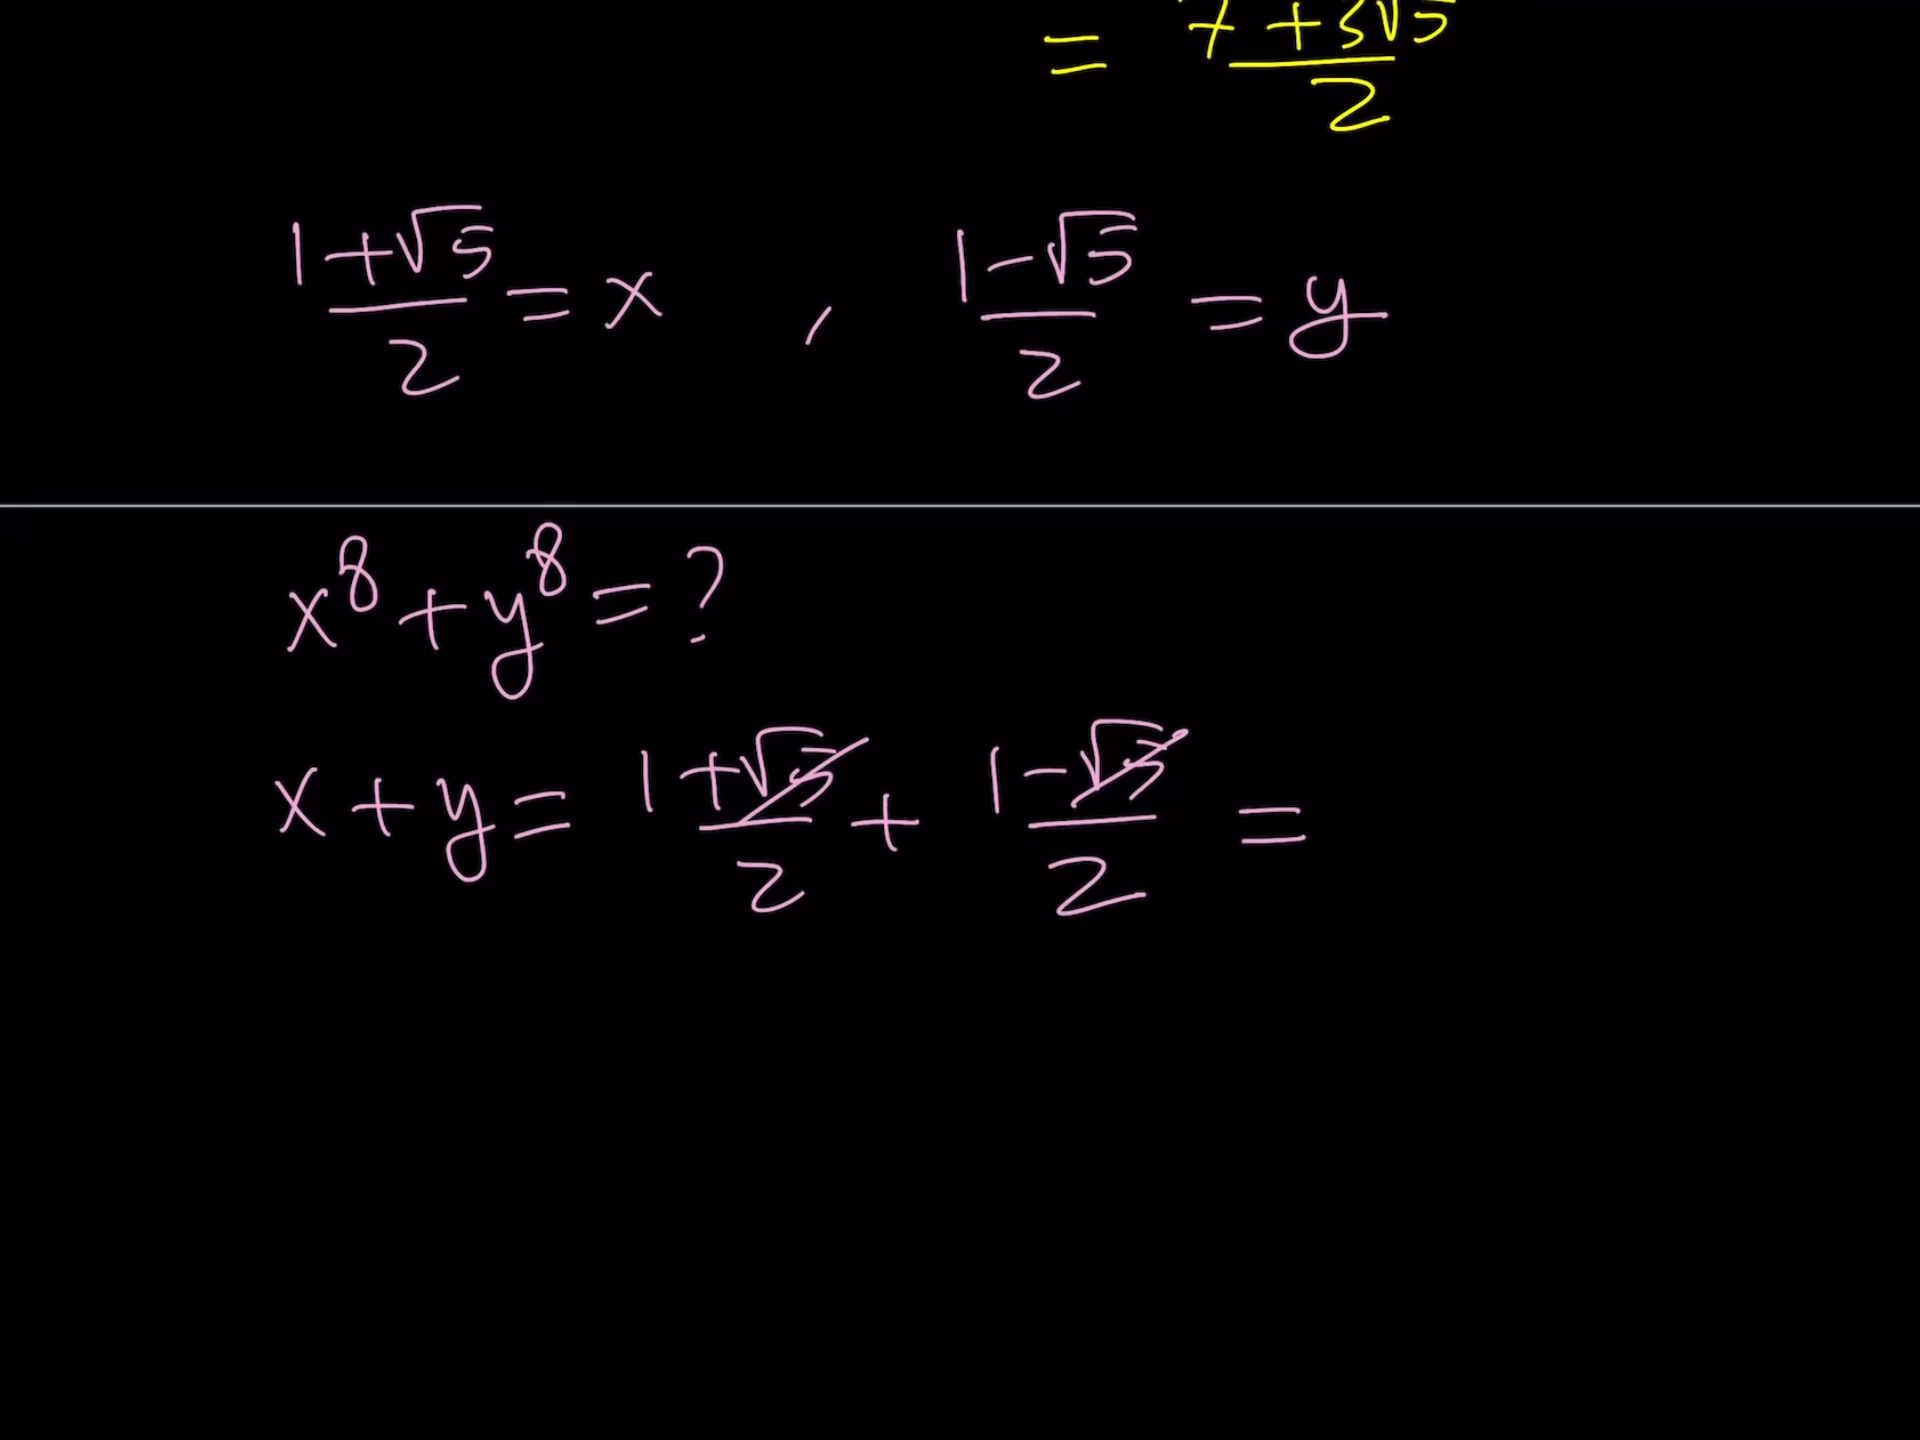 = (7 + 3√5)/2
(1+√5)/2 = x , (1-√5)/2 = y
x⁸ + y⁸ = ?
x + y = (1+√5)/2 + (1-√5)/2 =